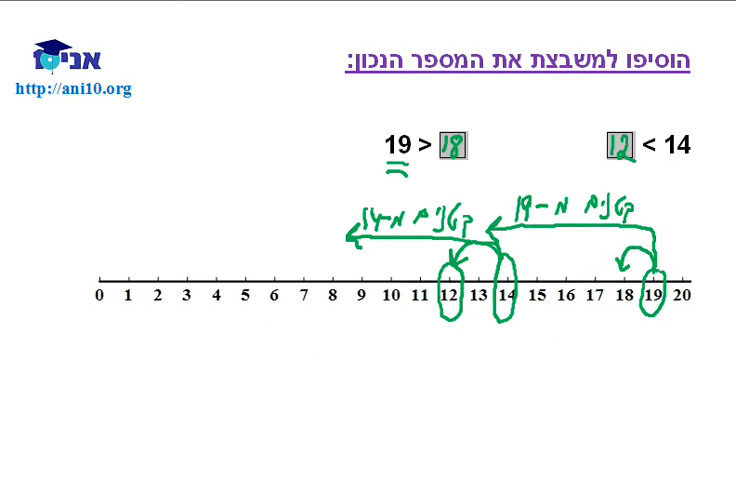 אני10
http://ani10.org
הוסיפו למשבצת את המספר הנכון:
12 < 14
19 > 18
קטנים מ-19
קטנים מ-14
0 1 2 3 4 5 6 7 8 9 10 11 12 13 14 15 16 17 18 19 20